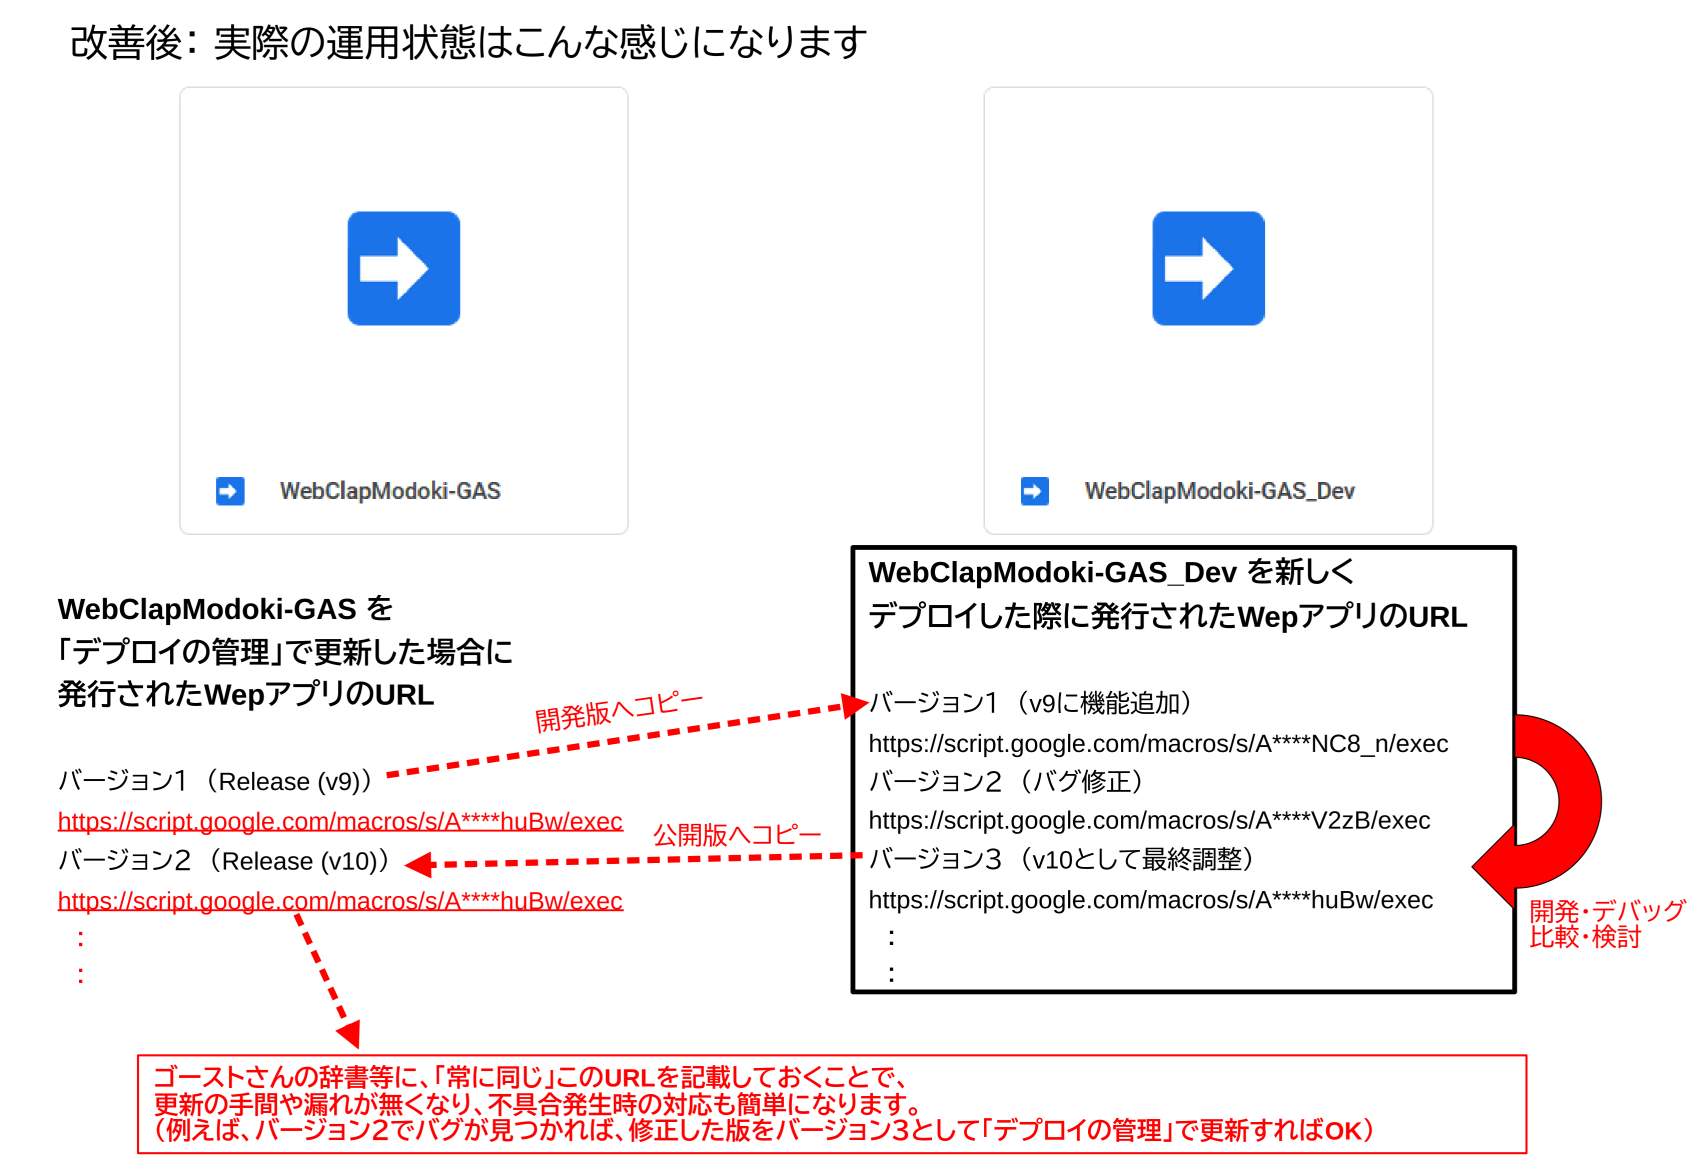 改善後： 実際の運用状態はこんな感じになります
WebClapModoki-GAS
WebClapModoki-GAS_Dev
WebClapModoki-GAS を
「デプロイの管理」で更新した場合に
発行されたWepアプリのURL
バージョン１（Release (v9)）
https://script.google.com/macros/s/A****huBw/exec
バージョン２（Release (v10)）
https://script.google.com/macros/s/A****huBw/exec
：
：
開発版へコピー
公開版へコピー
WebClapModoki-GAS_Dev を新しく
デプロイした際に発行されたWepアプリのURL
バージョン１（v9に機能追加）
https://script.google.com/macros/s/A****NC8_n/exec
バージョン２（バグ修正）
https://script.google.com/macros/s/A****V2zB/exec
バージョン３（v10として最終調整）
https://script.google.com/macros/s/A****huBw/exec
：
：
開発・デバッグ
比較・検討
ゴーストさんの辞書等に、「常に同じ」このURLを記載しておくことで、
更新の手間や漏れが無くなり、不具合発生時の対応も簡単になります。
（例えば、バージョン２でバグが見つかれば、修正した版をバージョン３として「デプロイの管理」で更新すればOK）